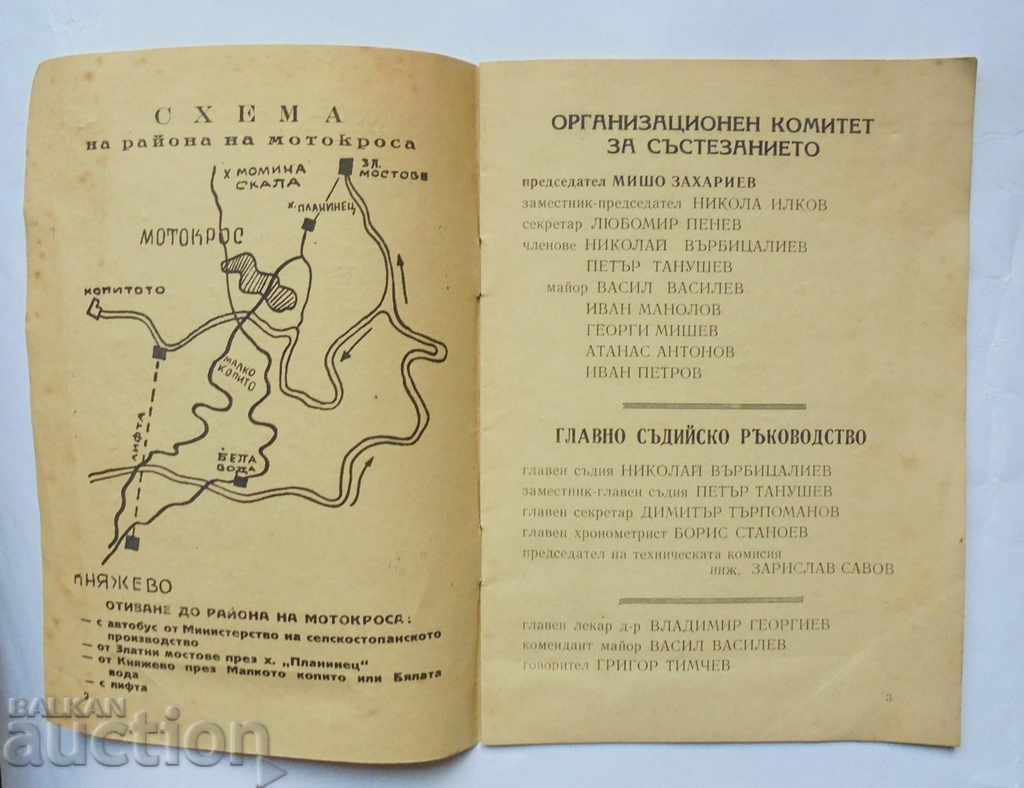 СХЕМА
на района на мотокроса
х МОМИНА
СКАЛА
ЗЛ.
МОСТОВЕ
х. ПЛАНИНЕЦ
МОТОКРОС
КОПИТОТО
МАЛКО
КОПИТО
БЕЛА
ВОДА
КНЯЖЕВО
ОТИВАНЕ ДО РАЙОНА НА МОТОКРОСА:
— с автобус от Министерство на селскостопанското
производство
— от Златни мостове през х. „Планинец"
— от Княжево през Малкото копито или Бялата
вода
— с лифта
2
ОРГАНИЗАЦИОНЕН КОМИТЕТ
ЗА СЪСТЕЗАНИЕТО
председател МИШО ЗАХАРИЕВ
заместник-председател НИКОЛА ИЛКОВ
секретар ЛЮБОМИР ПЕНЕВ
членове НИКОЛАЙ ВЪРБИЦАЛИЕВ
ПЕТЪР ТАНУШЕВ
майор ВАСИЛ ВАСИЛЕВ
ИВАН МАНОЛОВ
ГЕОРГИ МИШЕВ
АТАНАС АНТОНОВ
ИВАН ПЕТРОВ
ГЛАВНО СЪДИЙСКО РЪКОВОДСТВО
главен съдия НИКОЛАЙ ВЪРБИЦАЛИЕВ
заместник-главен съдия ПЕТЪР ТАНУШЕВ
главен секретар ДИМИТЪР ТЪРПОМАНОВ
главен хронометрист БОРИС СТАНОЕВ
председател на техническата комисия
инж. ЗАРИСЛАВ САВОВ
главен лекар д-р ВЛАДИМИР ГЕОРГИЕВ
комендант майор ВАСИЛ ВАСИЛЕВ
говорител ГРИГОР ТИМЧЕВ
3
BALKAN
auction